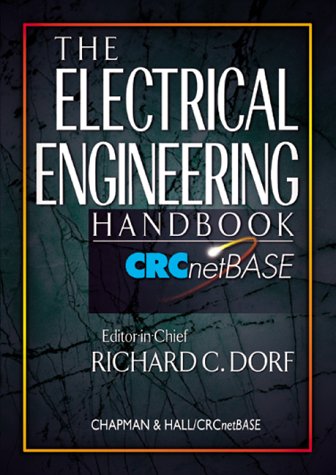 THE
ELECTRICAL
ENGINEERING
HANDBOOK
CRCnetBASE
Editor-in-Chief
RICHARD C. DORF
CHAPMAN & HALL/CRCnetBASE